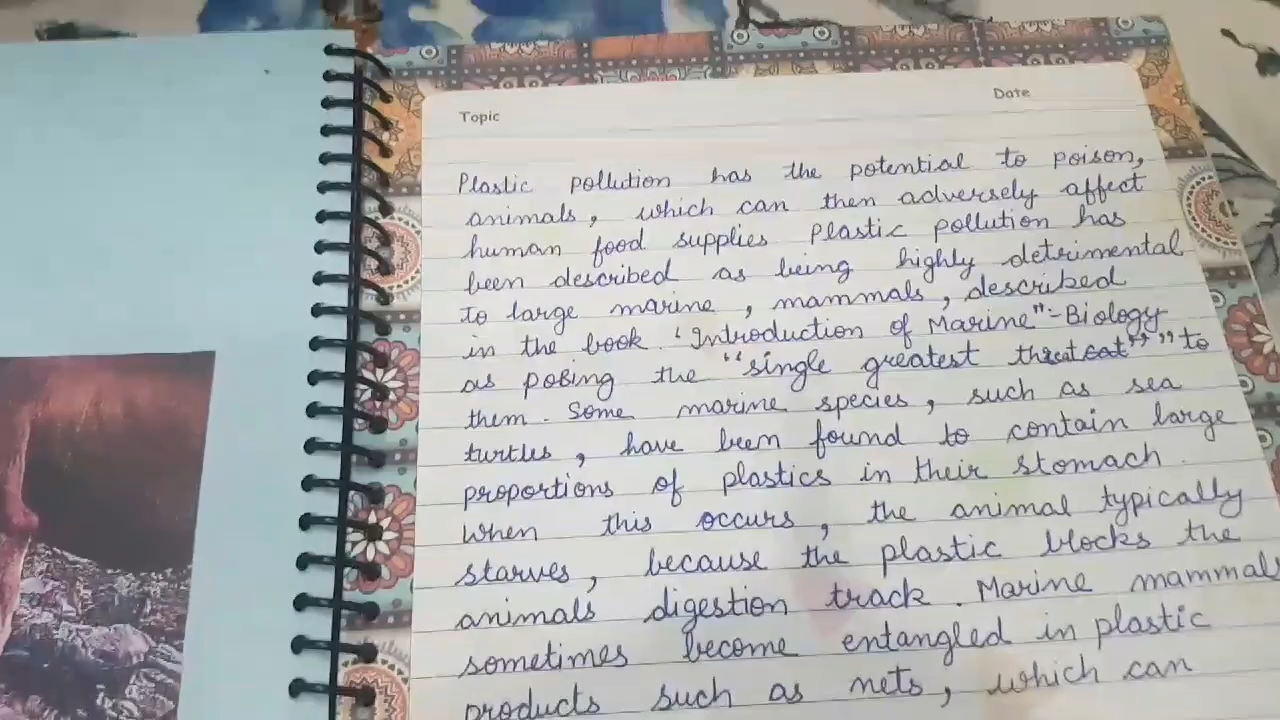 Topic
Date
Plastic pollution has the potential to poison,
animals, which can then adversely affect
human food supplies plastic pollution has
been described as being highly detrimental
to large marine, mammals, described
in the book. 'Introduction of Marine"-Biology
as posing the "single greatest to
them. Some marine species, such as sea
turtles, have been found to contain large
proportions of plastics in their stomach.
When this occurs, the animal typically
starves, because the plastic blocks the
animals digestion track. Marine mammals
sometimes become entangled in plastic
products such as nets, which can